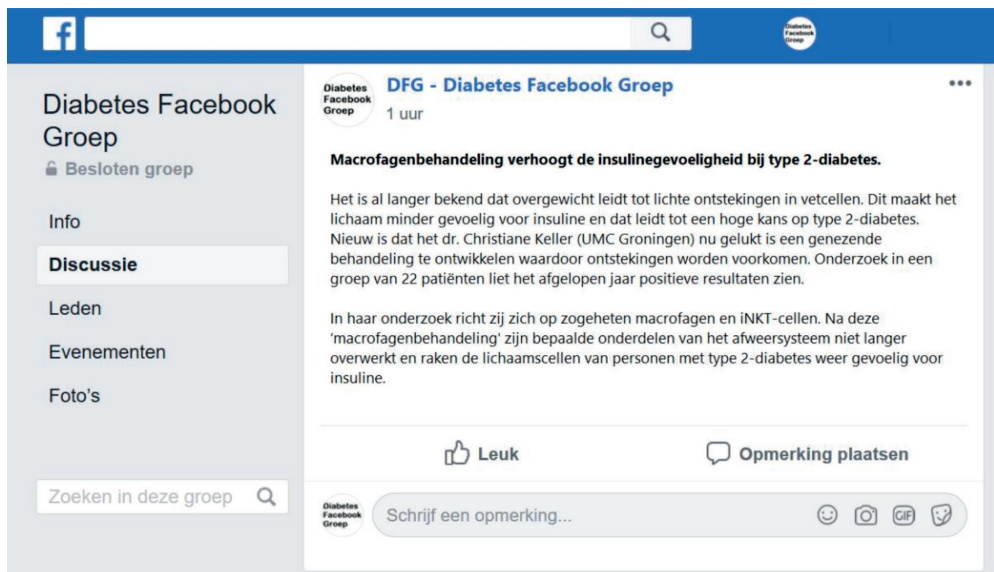 f
Diabetes
Facebook
Groep
Diabetes Facebook
Groep
Besloten groep
Info
Discussie
Leden
Evenementen
Foto's
Zoeken in deze groep
Diabetes
Facebook
Groep
DFG - Diabetes Facebook Groep
1 uur
Macrofagenbehandeling verhoogt de insulinegevoeligheid bij type 2-diabetes.
Het is al langer bekend dat overgewicht leidt tot lichte ontstekingen in vetcellen. Dit maakt het
lichaam minder gevoelig voor insuline en dat leidt tot een hoge kans op type 2-diabetes.
Nieuw is dat het dr. Christiane Keller (UMC Groningen) nu gelukt is een genezende
behandeling te ontwikkelen waardoor ontstekingen worden voorkomen. Onderzoek in een
groep van 22 patiënten liet het afgelopen jaar positieve resultaten zien.
In haar onderzoek richt zij zich op zogeheten macrofagen en iNKT-cellen. Na deze
'macrofagenbehandeling' zijn bepaalde onderdelen van het afweersysteem niet langer
overwerkt en raken de lichaamscellen van personen met type 2-diabetes weer gevoelig voor
insuline.
Leuk
Opmerking plaatsen
Diabetes
Facebook
Groep
Schrijf een opmerking...
GIF